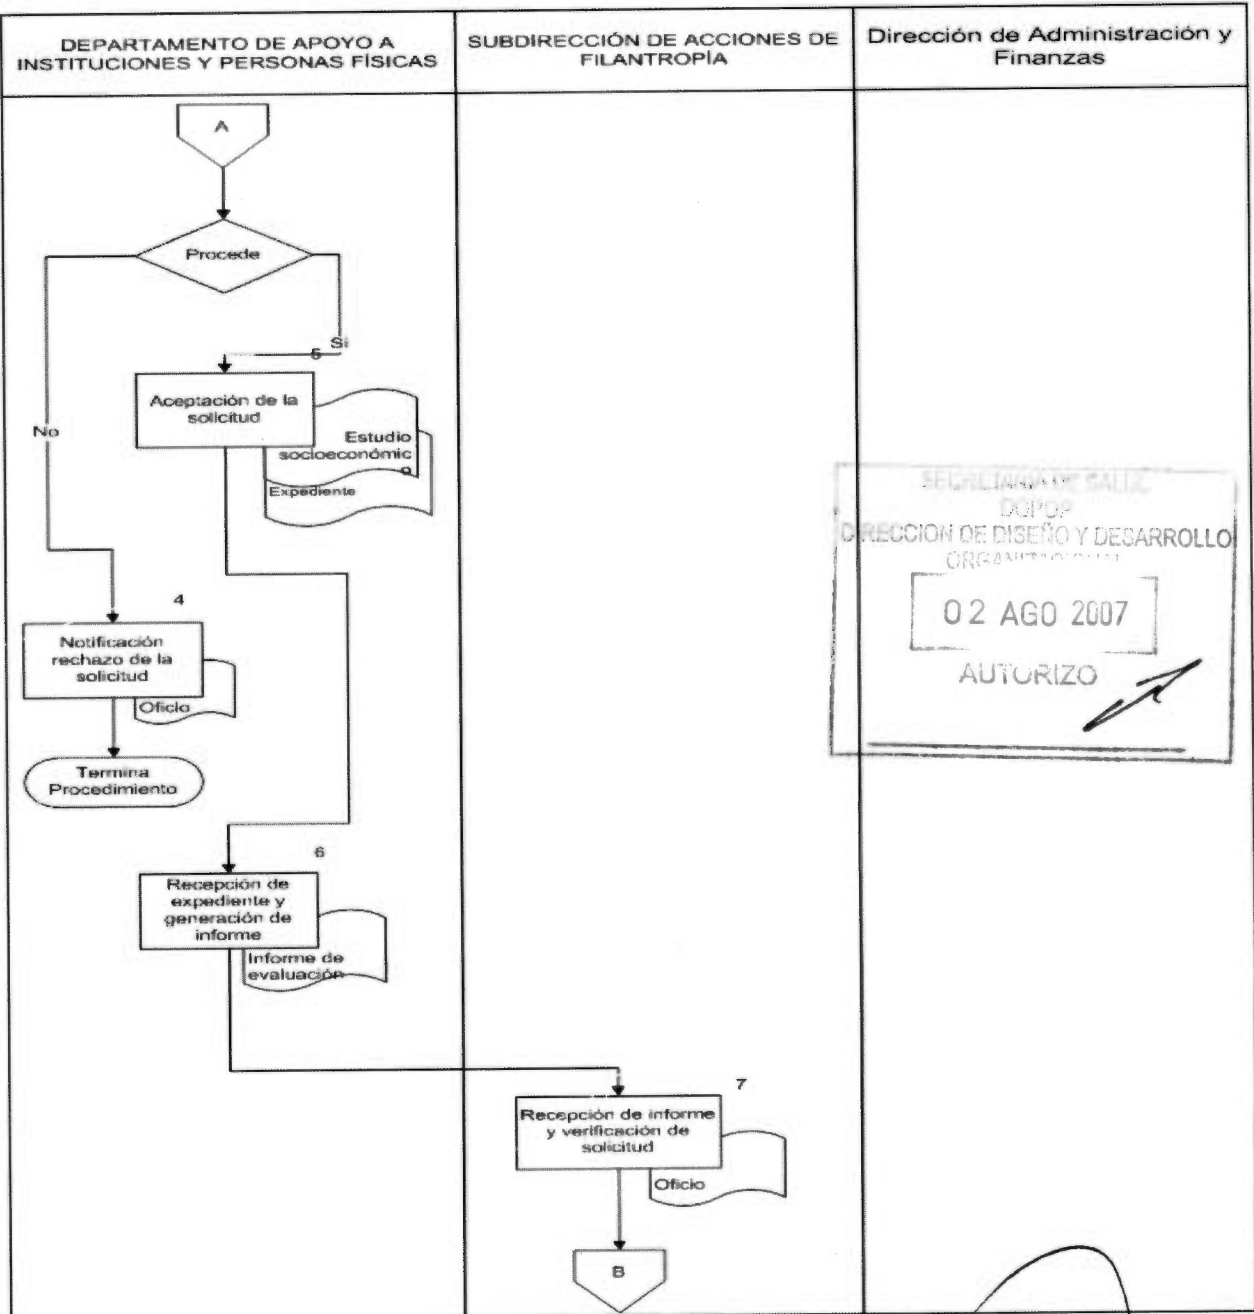 DEPARTAMENTO DE APOYO A
INSTITUCIONES Y PERSONAS FÍSICAS
SUBDIRECCIÓN DE ACCIONES DE
FILANTROPÍA
Dirección de Administración y
Finanzas
A
Procede
Si
5
Aceptación de la
solicitud
Estudio
socioeconómic
o
Expediente
No
4
Notificación
rechazo de la
solicitud
Oficio
Termina
Procedimiento
6
Recepción de
expediente y
generación de
informe
Informe de
evaluación
7
Recepción de informe
y verificación de
solicitud
Oficio
B
SECRETARIA DE SALUD
DIRECCION DE DISEÑO Y DESARROLLO
02 AGO 2007
AUTORIZO